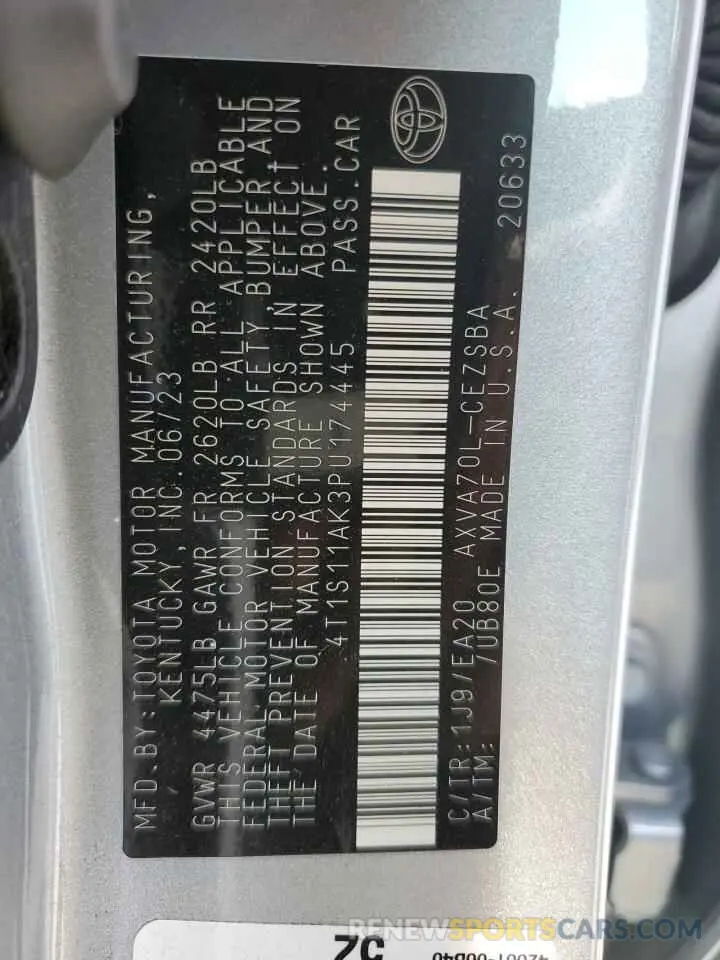 MFD.BY:TOYOTA MOTOR MANUFACTURING,
KENTUCKY, INC.06/23
GVWR 4475LB GAWR FR 2620LB RR 2420LB
THIS VEHICLE CONFORMS TO ALL APPLICABLE
FEDERAL MOTOR VEHICLE SAFETY, BUMPER AND
THEFT PREVENTION STANDARDS IN EFFECT ON
THE DATE OF MANUFACTURE SHOWN ABOVE.
4T1S11AK3PU174445 PASS.CAR
C/TR:1J9/EA20 AXVA70L-CEZSBA
A/TM: /UB80E MADE IN U.S.A. 20633
RENEWSPORTCARS.COM